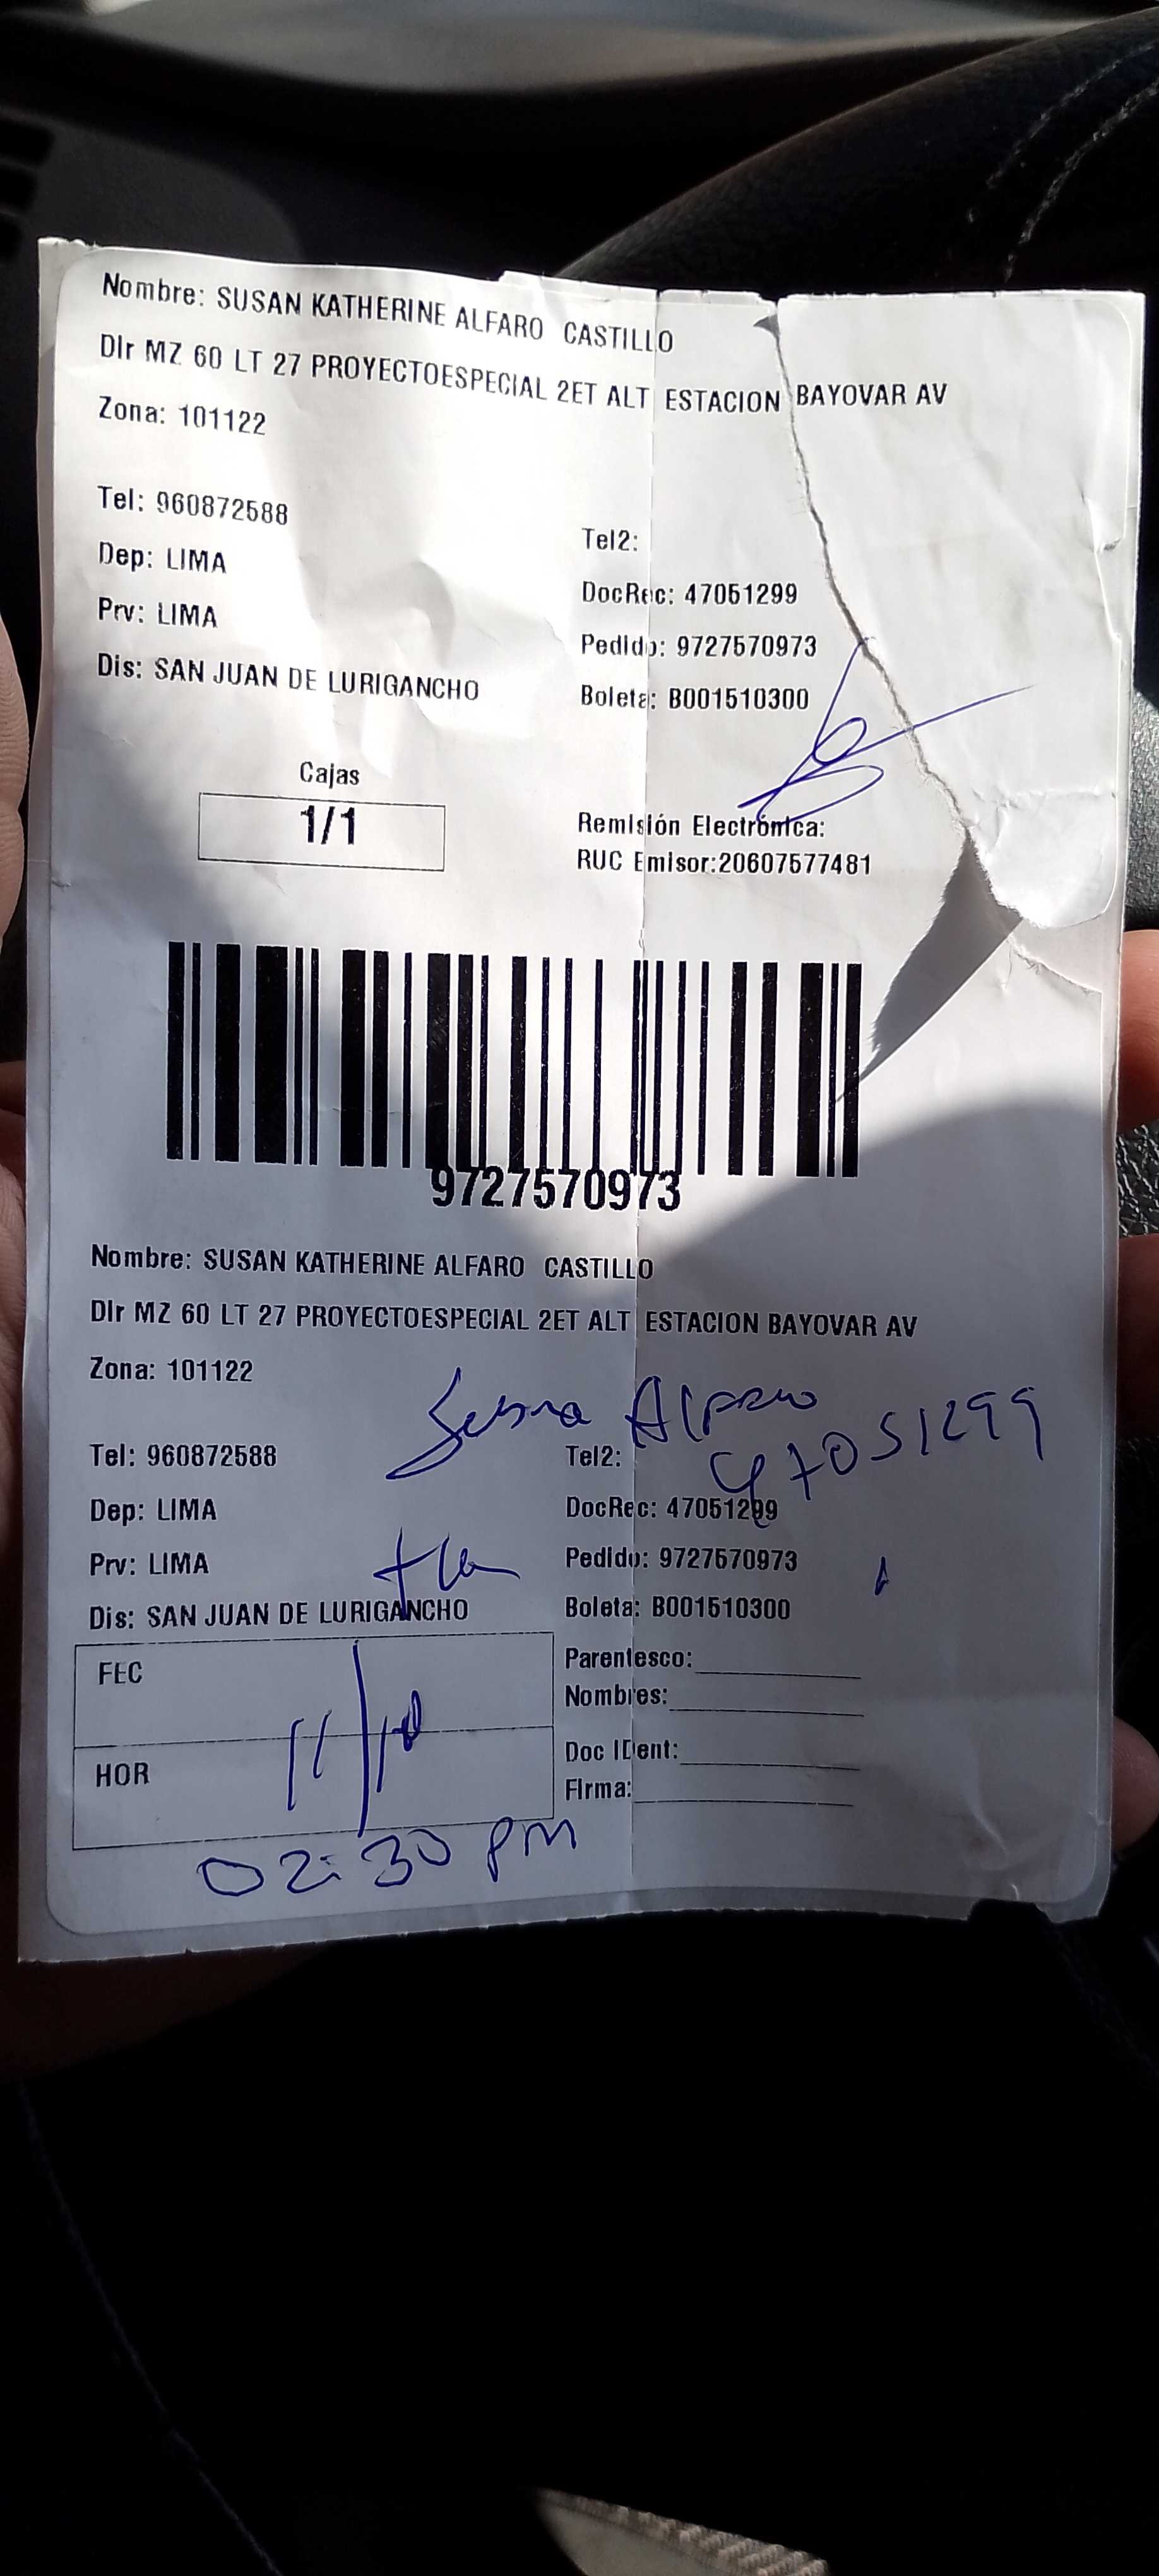 Nombre: SUSAN KATHERINE ALFARO CASTILLO
Dir MZ 60 LT 27 PROYECTOESPECIAL 2ET ALT ESTACION BAYOVAR AV
Zona: 101122
Tel: 960872588
Tel2:
Dep: LIMA
DocRec: 47051299
Prv: LIMA
Pedido: 9727570973
Dis: SAN JUAN DE LURIGANCHO
Boleta: B001510300
Cajas
1/1
Remisión Electrónica:
RUC Emisor:20607577481
9727570973
Nombre: SUSAN KATHERINE ALFARO CASTILLO
Dir MZ 60 LT 27 PROYECTOESPECIAL 2ET ALT ESTACION BAYOVAR AV
Zona: 101122
Alfaro
47051299
Tel: 960872588
Tel2:
Dep: LIMA
DocRec: 47051299
Prv: LIMA
Pedido: 9727570973
Dis: SAN JUAN DE LURIGANCHO
Boleta: B001510300
FEC
Parentesco:
Nombres:
11/10
HOR
Doc IDent:
Firma:
02:30 pm